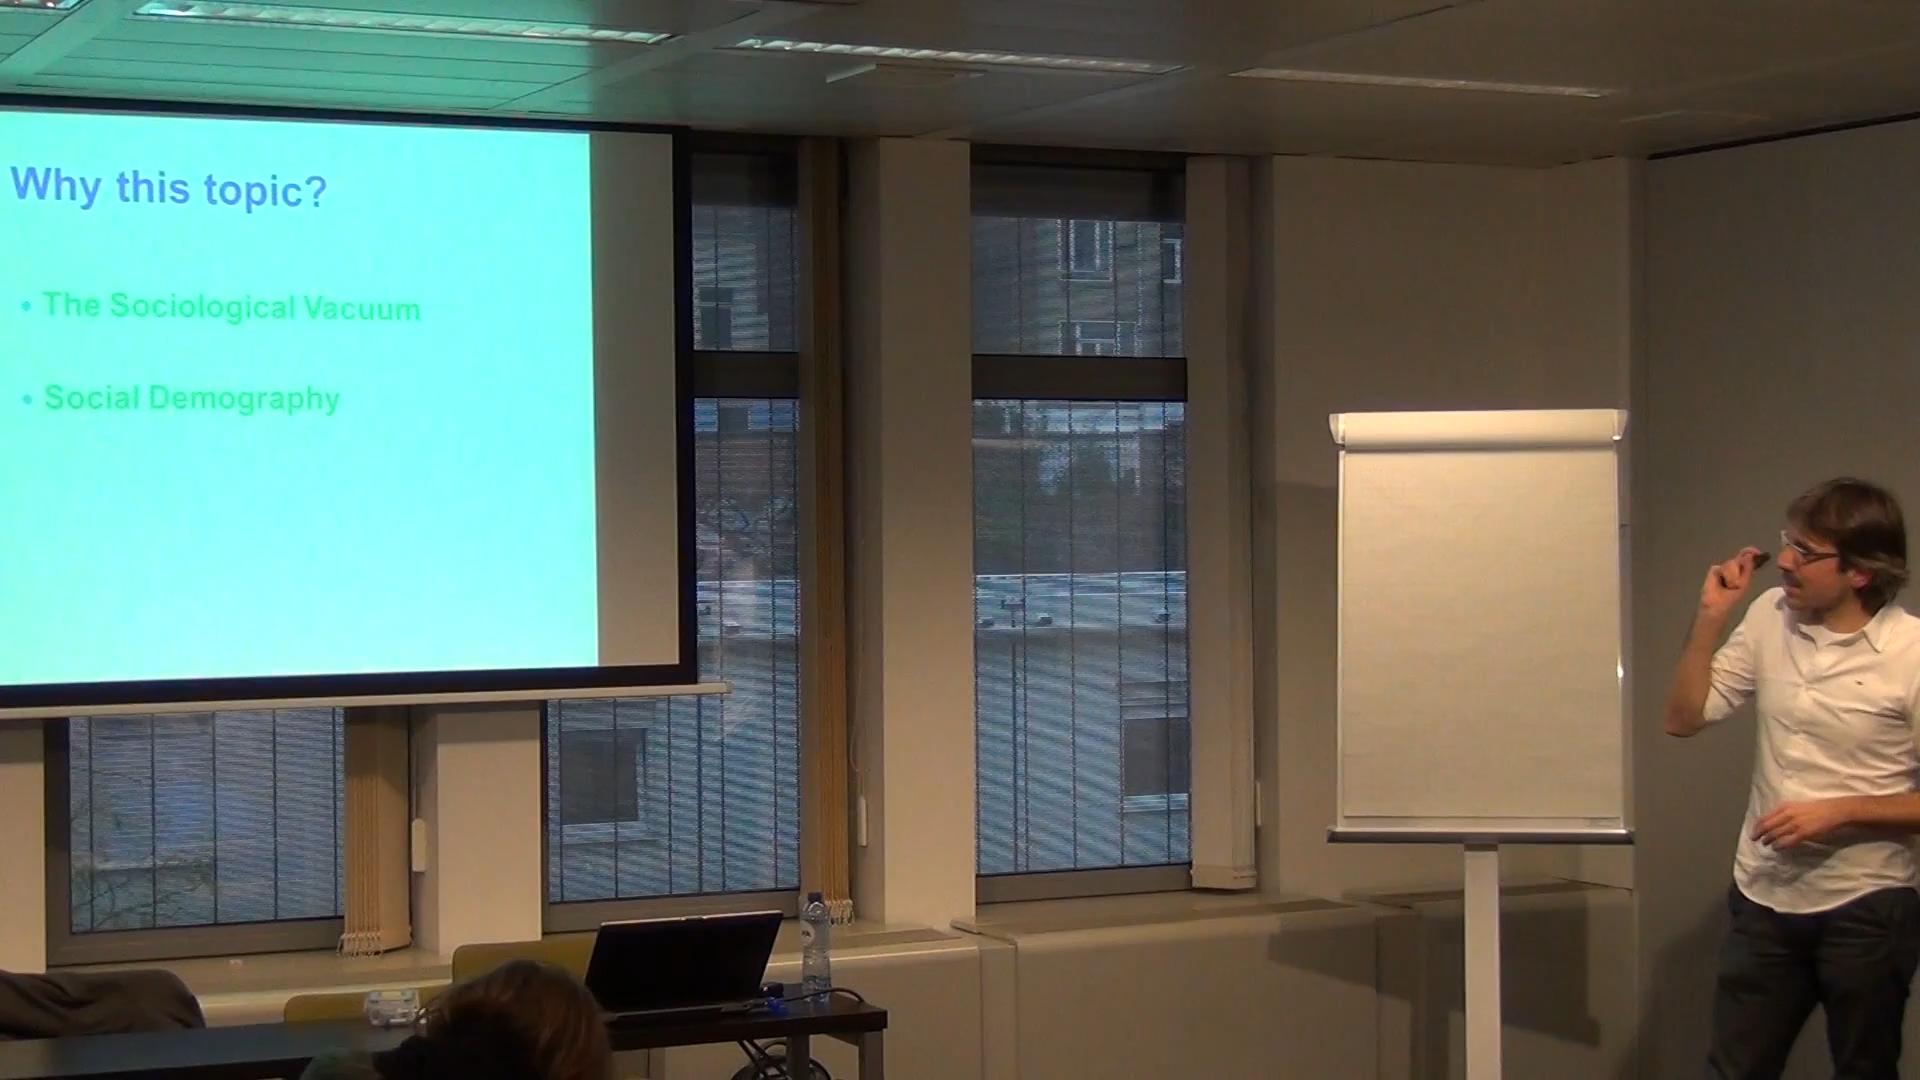 Why this topic?
• The Sociological Vacuum
• Social Demography